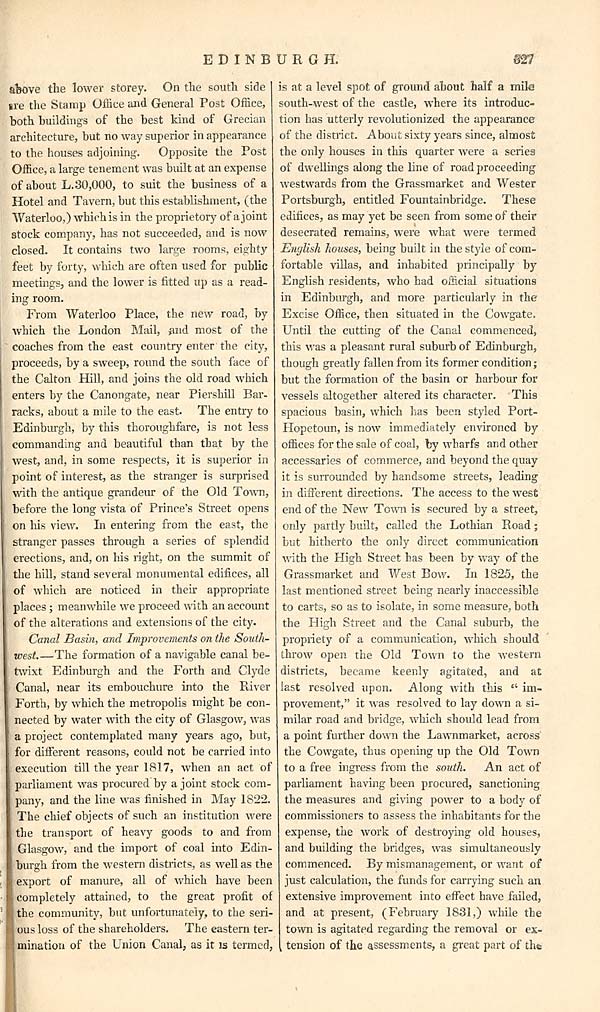 EDINBURGH.
327
above the lower storey. On the south side
are the Stamp Office and General Post Office,
both buildings of the best kind of Grecian
architecture, but no way superior in appearance
to the houses adjoining. Opposite the Post
Office, a large tenement was built at an expense
of about L.30,000, to suit the business of a
Hotel and Tavern, but this establishment, (the
Waterloo,) which is in the proprietory of a joint
stock company, has not succeeded, and is now
closed. It contains two large rooms, eighty
feet by forty, which are often used for public
meetings, and the lower is fitted up as a read-
ing room.
From Waterloo Place, the new road, by
which the London Mail, and most of the
coaches from the east country enter the city,
proceeds, by a sweep, round the south face of
the Calton Hill, and joins the old road which
enters by the Canongate, near Piershill Bar-
racks, about a mile to the east. The entry to
Edinburgh, by this thoroughfare, is not less
commanding and beautiful than that by the
west, and, in some respects, it is superior in
point of interest, as the stranger is surprised
with the antique grandeur of the Old Town,
before the long vista of Prince's Street opens
on his view. In entering from the east, the
stranger passes through a series of splendid
erections, and, on his right, on the summit of
the hill, stand several monumental edifices, all
of which are noticed in their appropriate
places; meanwhile we proceed with an account
of the alterations and extensions of the city.
Canal Basin, and Improvements on the South-
west.—The formation of a navigable canal be-
twixt Edinburgh and the Forth and Clyde
Canal, near its embouchure into the River
Forth, by which the metropolis might be con-
nected by water with the city of Glasgow, was
a project contemplated many years ago, but,
for different reasons, could not be carried into
execution till the year 1817, when an act of
parliament was procured by a joint stock com-
pany, and the line was finished in May 1822.
The chief objects of such an institution were
the transport of heavy goods to and from
Glasgow, and the import of coal into Edin-
burgh from the western districts, as well as the
export of manure, all of which have been
completely attained, to the great profit of
the community, but unfortunately, to the seri-
ous loss of the shareholders. The eastern ter-
mination of the Union Canal, as it is termed,
is at a level spot of ground about half a mile
south-west of the castle, where its introduc-
tion has utterly revolutionized the appearance
of the district. About sixty years since, almost
the only houses in this quarter were a series
of dwellings along the line of road proceeding
westwards from the Grassmarket and Wester
Portsburgh, entitled Fountainbridge. These
edifices, as may yet be seen from some of their
desecrated remains, were what were termed
English houses, being built in the style of com-
fortable villas, and inhabited principally by
English residents, who had official situations
in Edinburgh, and more particularly in the
Excise Office, then situated in the Cowgate.
Until the cutting of the Canal commenced,
this was a pleasant rural suburb of Edinburgh,
though greatly fallen from its former condition;
but the formation of the basin or harbour for
vessels altogether altered its character. This
spacious basin, which has been styled Port-
Hopetoun, is now immediately environed by
offices for the sale of coal, by wharfs and other
accessaries of commerce, and beyond the quay
it is surrounded by handsome streets, leading
in different directions. The access to the west
end of the New Town is secured by a street,
only partly built, called the Lothian Road;
but hitherto the only direct communication
with the High Street has been by way of the
Grassmarket and West Bow. In 1825, the
last mentioned street being nearly inaccessible
to carts, so as to isolate, in some measure, both
the High Street and the Canal suburb, the
propriety of a communication, which should
throw open the Old Town to the western
districts, became keenly agitated, and at
last resolved upon. Along with this "im-
provement," it was resolved to lay down a si-
milar road and bridge, which should lead from
a point further down the Lawnmarket, across
the Cowgate, thus opening up the Old Town
to a free ingress from the south. An act of
parliament having been procured, sanctioning
the measures and giving power to a body of
commissioners to assess the inhabitants for the
expense, the work of destroying old houses,
and building the bridges, was simultaneously
commenced. By mismanagement, or want of
just calculation, the funds for carrying such an
extensive improvement into effect have failed,
and at present, (February 1831,) while the
town is agitated regarding the removal or ex-
tension of the assessments, a great part of the